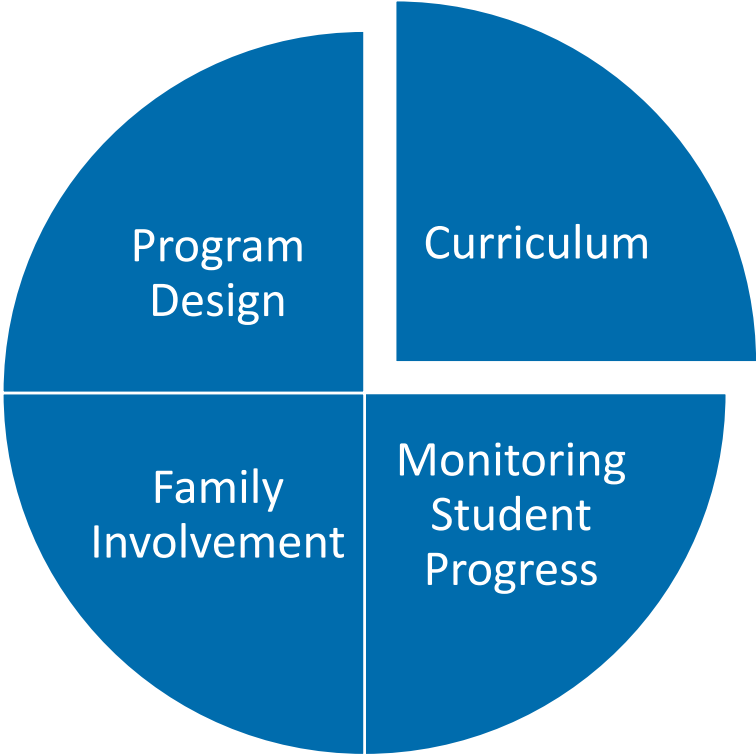 Program
Design
Curriculum
Family
Involvement
Monitoring
Student
Progress